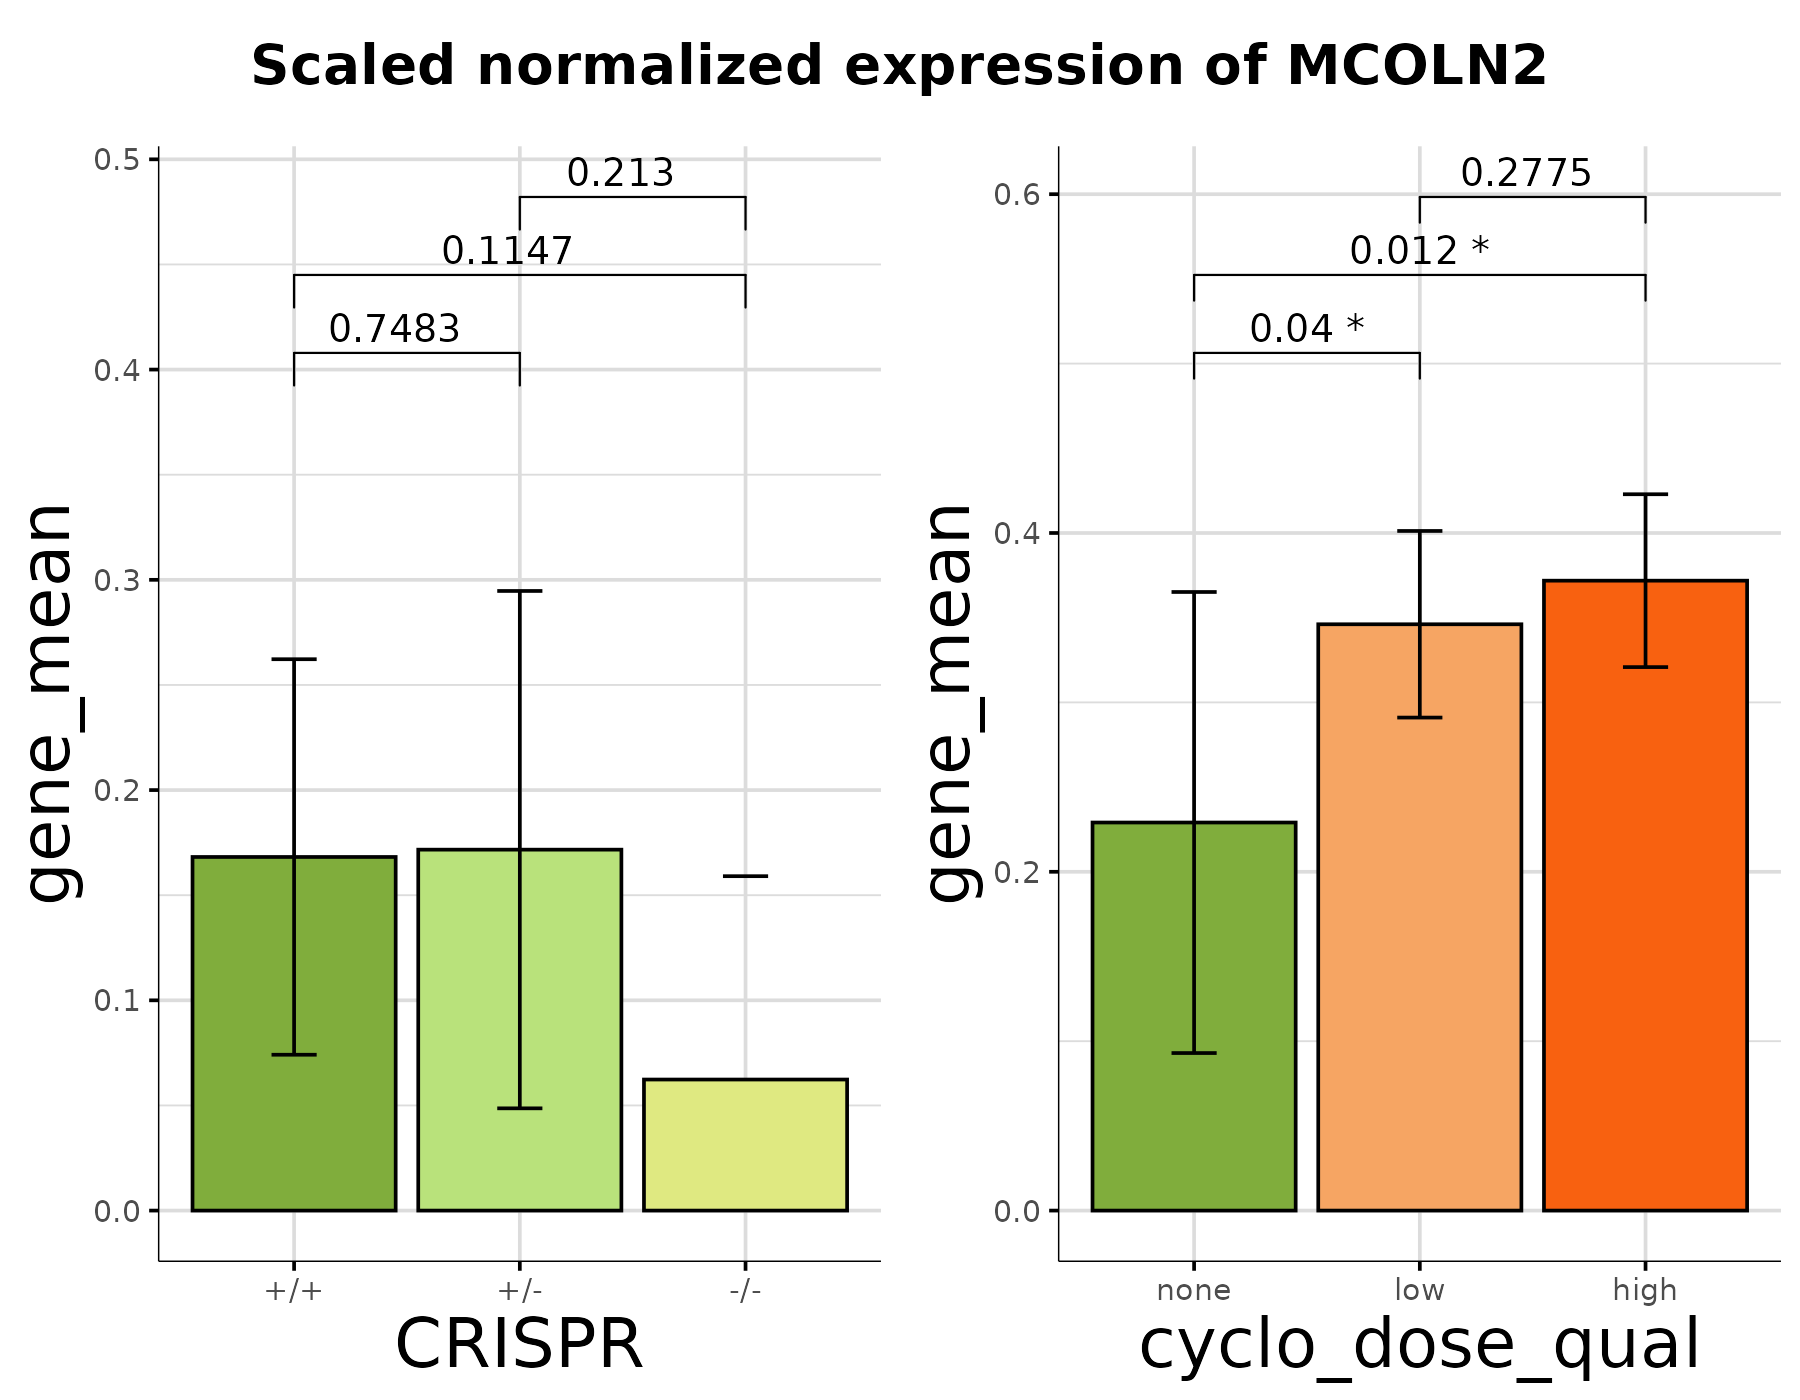 Scaled normalized expression of MCOLN2
gene_mean
0.5
0.4
0.3
0.2
0.1
0.0
0.213
0.1147
0.7483
+/+ +/- -/-
CRISPR
gene_mean
0.6
0.4
0.2
0.0
0.2775
0.012 *
0.04 *
none low high
cyclo_dose_qual